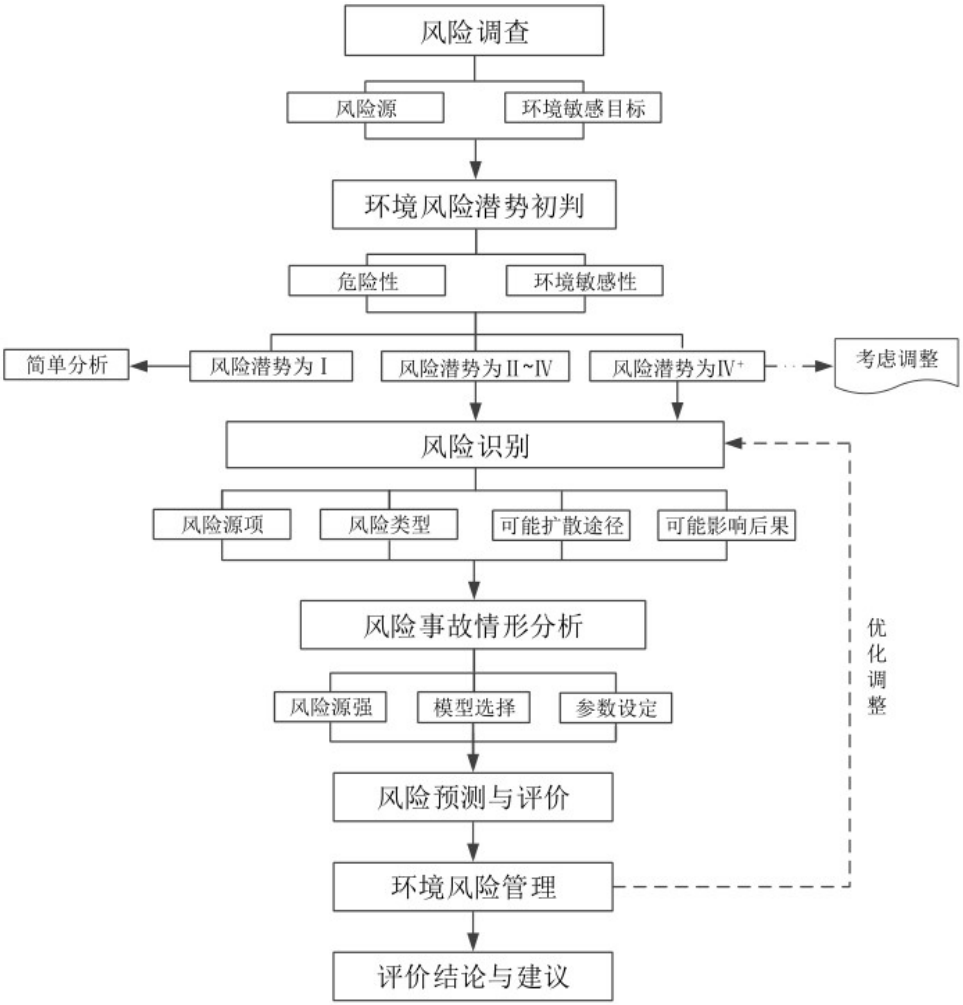 风险调查
风险源
环境敏感目标
环境风险潜势初判
危险性
环境敏感性
简单分析
风险潜势为Ⅰ
风险潜势为Ⅱ~Ⅳ
风险潜势为Ⅳ+
考虑调整
风险识别
风险源项
风险类型
可能扩散途径
可能影响后果
风险事故情形分析
优化调整
风险源强
模型选择
参数设定
风险预测与评价
环境风险管理
评价结论与建议